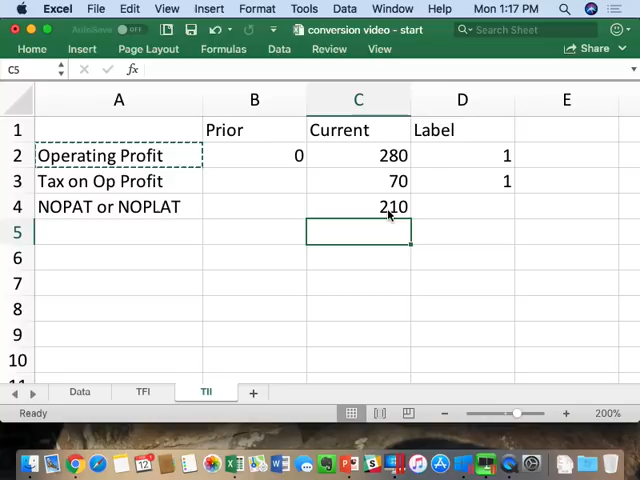 Excel File Edit View Insert Format Tools Data Window Mon 1:17 PM
AutoSave OFF conversion video - start Search Sheet
Home Insert Page Layout Formulas Data Review View Share
C5 fx
A B C D E
1 Prior Current Label
2 Operating Profit 0 280 1
3 Tax on Op Profit 70 1
4 NOPAT or NOPLAT 210
5
6
7
8
9
10
11
Data TFI TII
Ready 200%